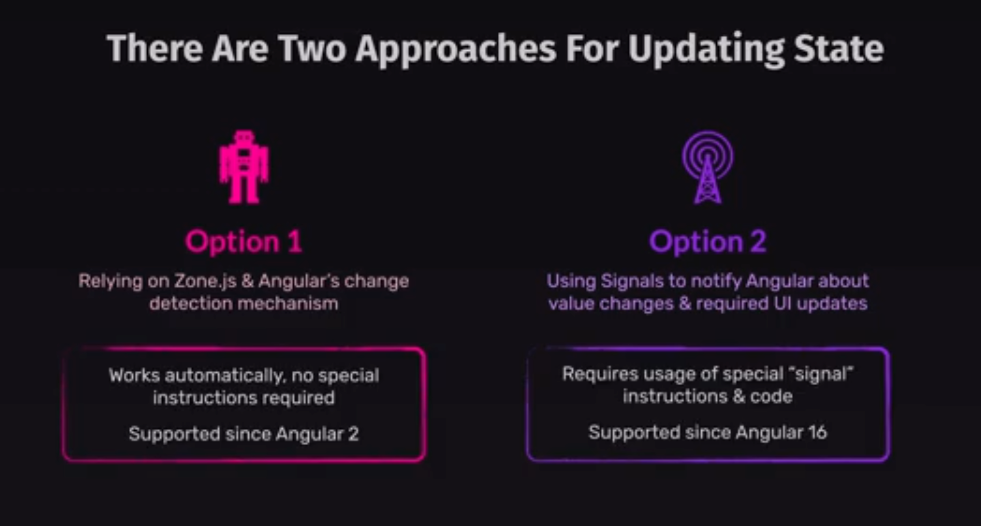 There Are Two Approaches For Updating State
Option 1
Relying on Zone.js & Angular's change
detection mechanism
Works automatically, no special
instructions required
Supported since Angular 2
Option 2
Using Signals to notify Angular about
value changes & required UI updates
Requires usage of special "signal"
instructions & code
Supported since Angular 16